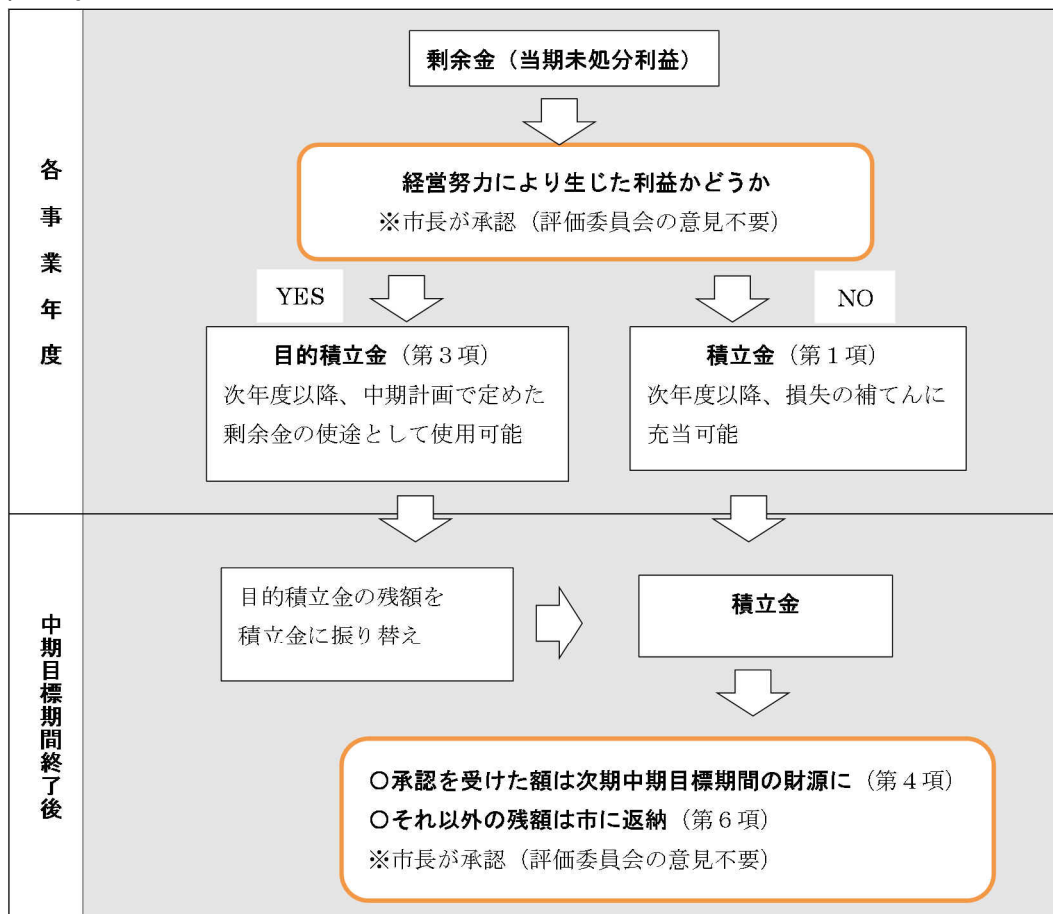 各事業年度
剰余金（当期未処分利益）
経営努力により生じた利益かどうか
※市長が承認（評価委員会の意見不要）
YES
NO
目的積立金（第３項）
次年度以降、中期計画で定めた
剰余金の使途として使用可能
積立金（第１項）
次年度以降、損失の補てんに
充当可能
中期目標期間終了後
目的積立金の残額を
積立金に振り替え
積立金
○承認を受けた額は次期中期目標期間の財源に（第４項）
○それ以外の残額は市に返納（第６項）
※市長が承認（評価委員会の意見不要）